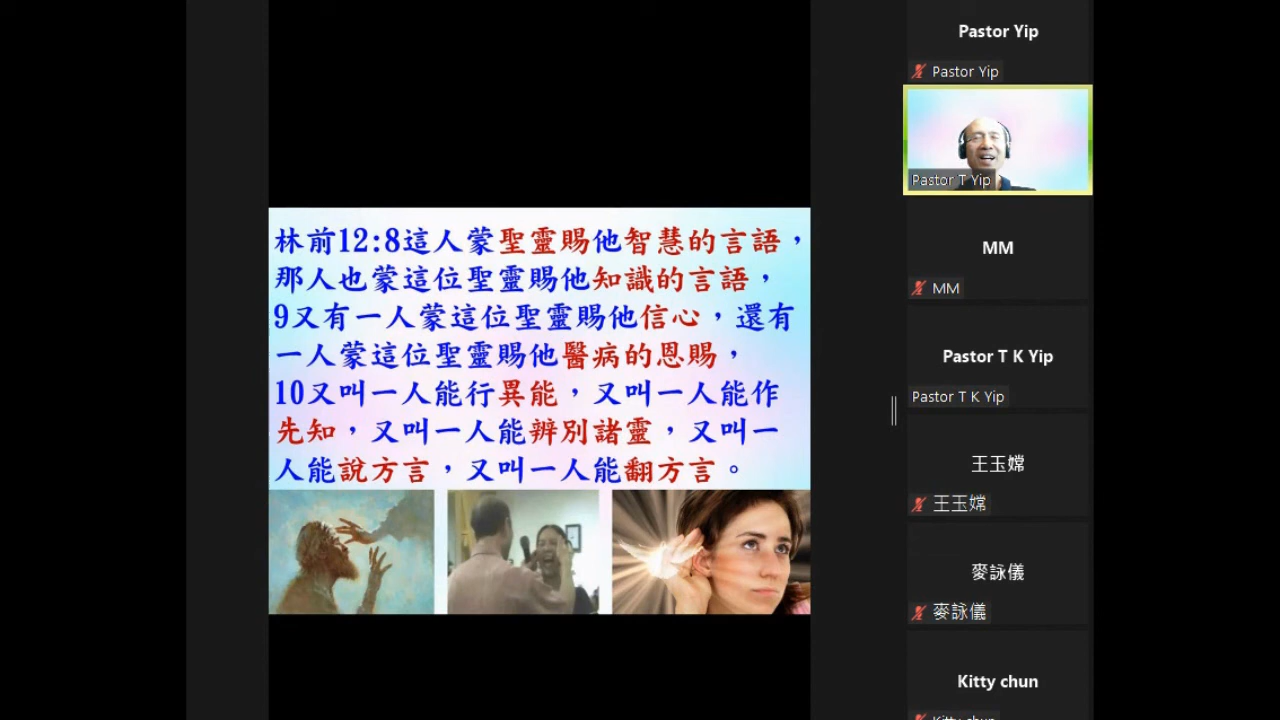 林前12:8這人蒙聖靈賜他智慧的言語，
那人也蒙這位聖靈賜他知識的言語，
9又有一人蒙這位聖靈賜他信心，還有
一人蒙這位聖靈賜他醫病的恩賜，
10又叫一人能行異能，又叫一人能作
先知，又叫一人能辨別諸靈，又叫一
人能說方言，又叫一人能翻方言。
Pastor Yip
Pastor Yip
Pastor T Yip
MM
MM
Pastor T K Yip
Pastor T K Yip
王玉嫦
王玉嫦
麥詠儀
麥詠儀
Kitty chun
Kitty chun